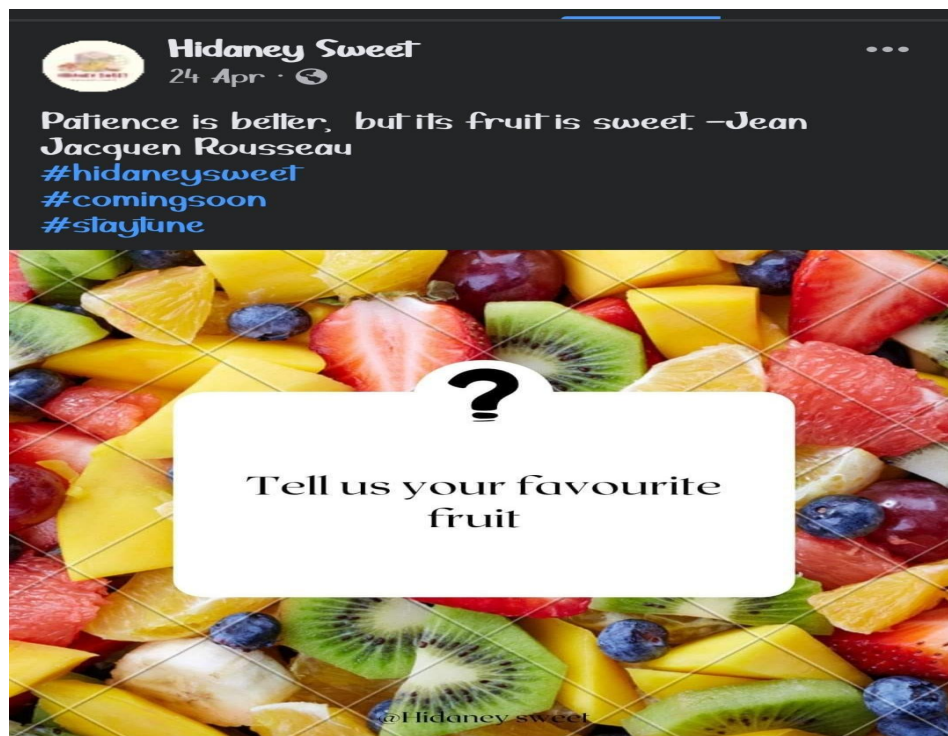 Hidaney Sweet
24 Apr ·
Patience is better, but its fruit is sweet. -Jean
Jacquen Rousseau
#hidaneysweet
#comingsoon
#staytune
?
Tell us your favourite
fruit
@Hidaney sweet